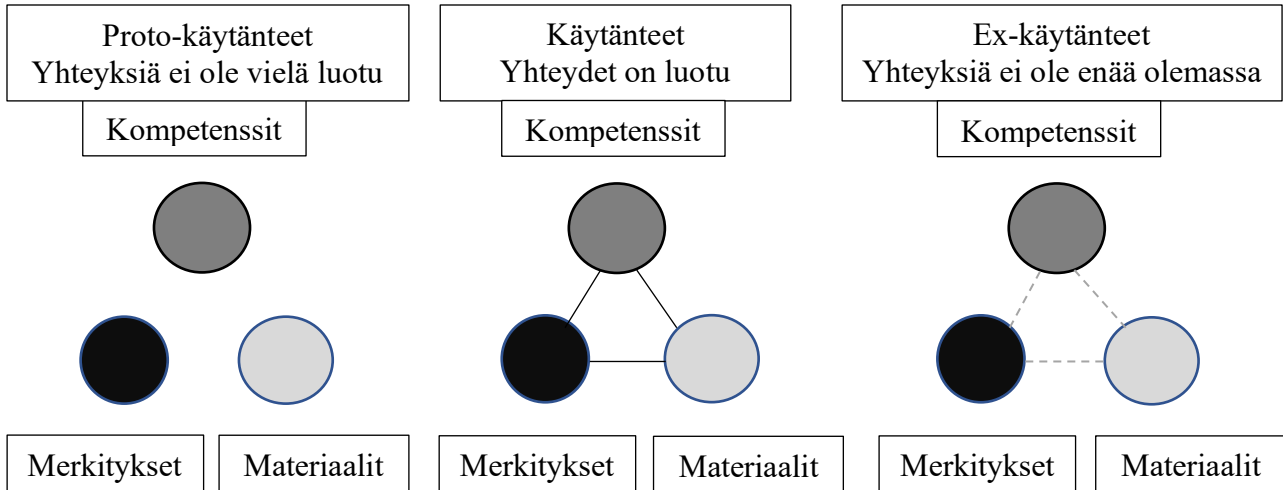 Proto-käytänteet
Yhteyksiä ei ole vielä luotu
Kompetenssit
Merkitykset
Materiaalit
Käytänteet
Yhteydet on luotu
Kompetenssit
Merkitykset
Materiaalit
Ex-käytänteet
Yhteyksiä ei ole enää olemassa
Kompetenssit
Merkitykset
Materiaalit